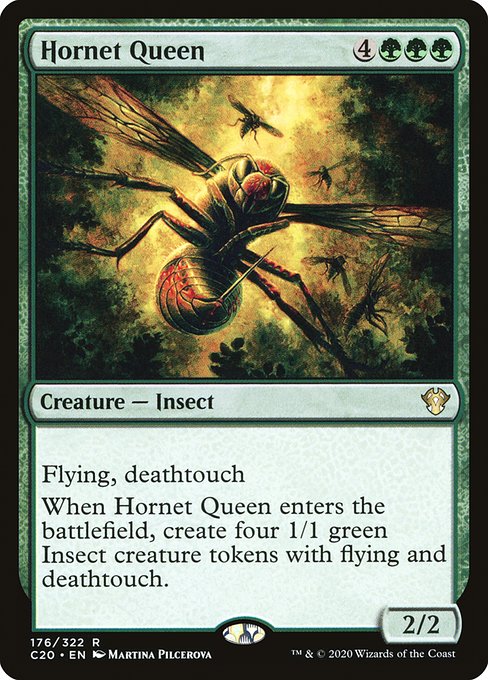 Hornet Queen 4
Creature — Insect
Flying, deathtouch
When Hornet Queen enters the
battlefield, create four 1/1 green
Insect creature tokens with flying and
deathtouch.
2/2
176/322 R
C20 • EN Martina Pilcerova
™ & © 2020 Wizards of the Coast